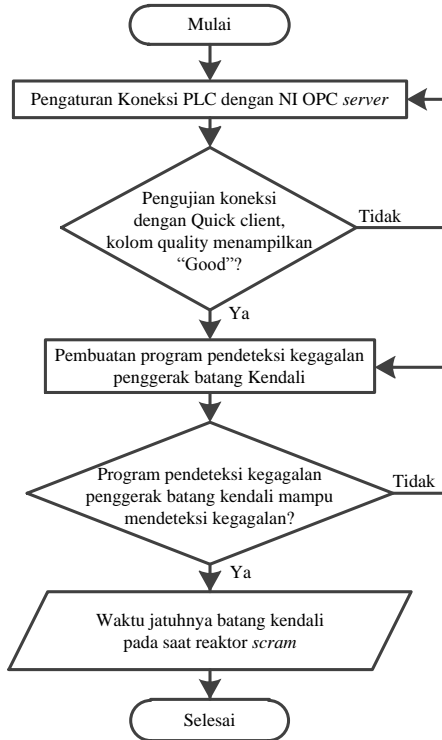 Mulai
Pengaturan Koneksi PLC dengan NI OPC server
Pengujian koneksi
dengan Quick client,
kolom quality menampilkan
“Good”?
Tidak
Ya
Pembuatan program pendeteksi kegagalan
penggerak batang Kendali
Program pendeteksi kegagalan
penggerak batang kendali mampu
mendeteksi kegagalan?
Tidak
Ya
Waktu jatuhnya batang kendali
pada saat reaktor scram
Selesai